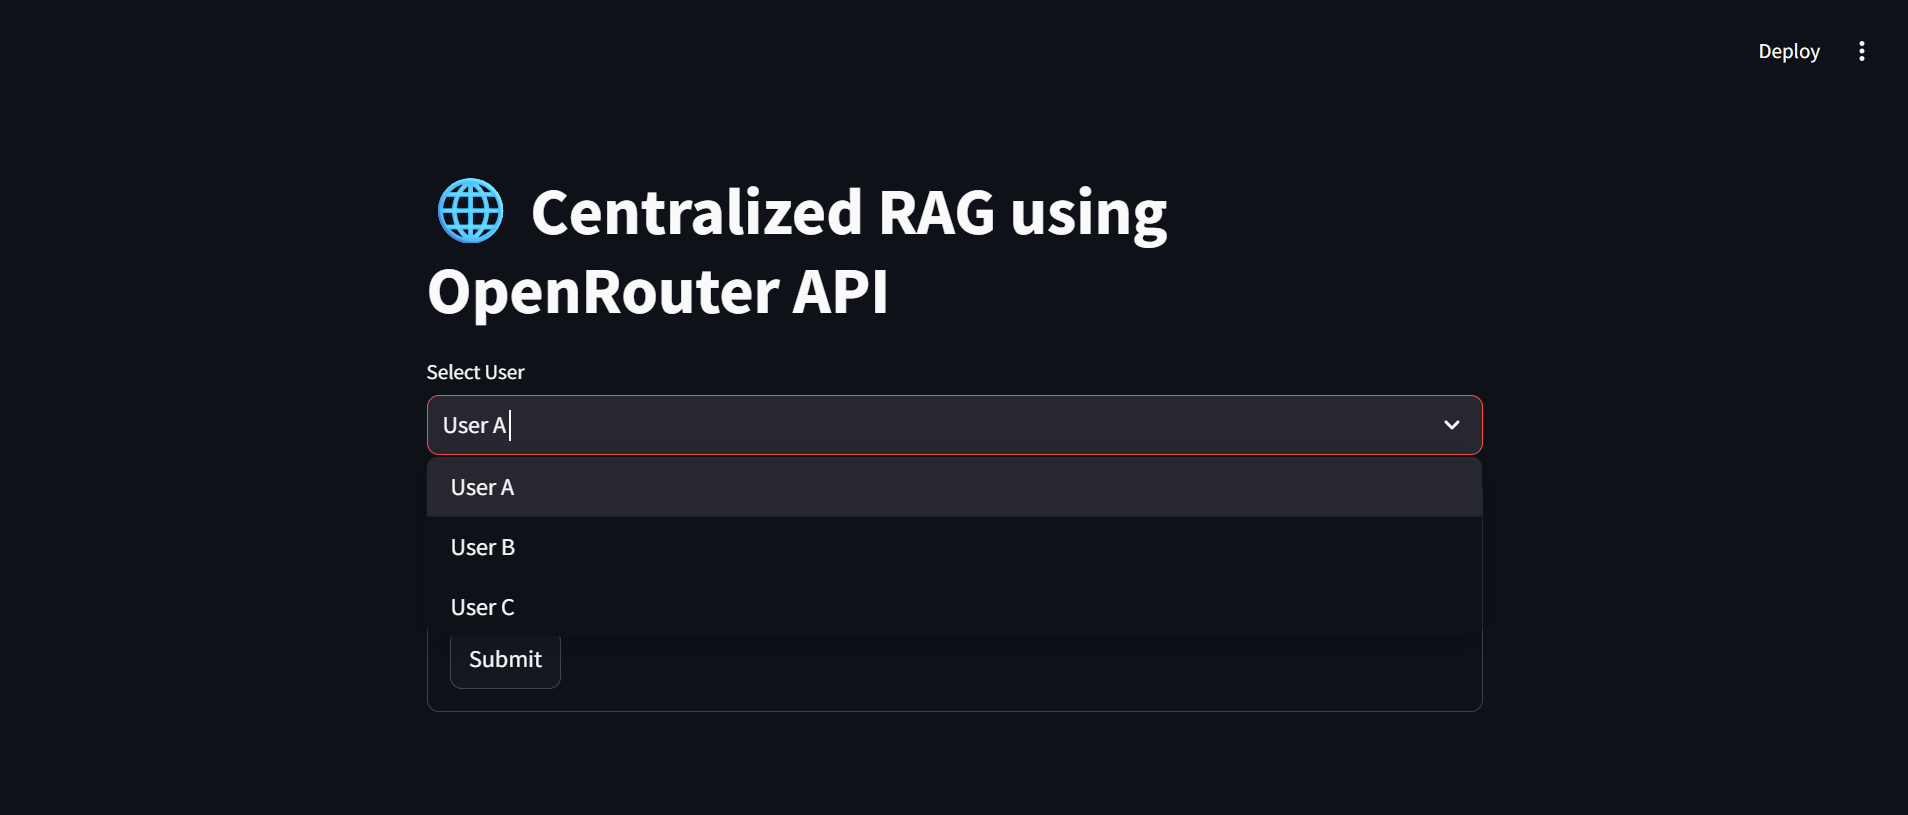 Deploy
Centralized RAG using
OpenRouter API
Select User
User A
User A
User B
User C
Submit